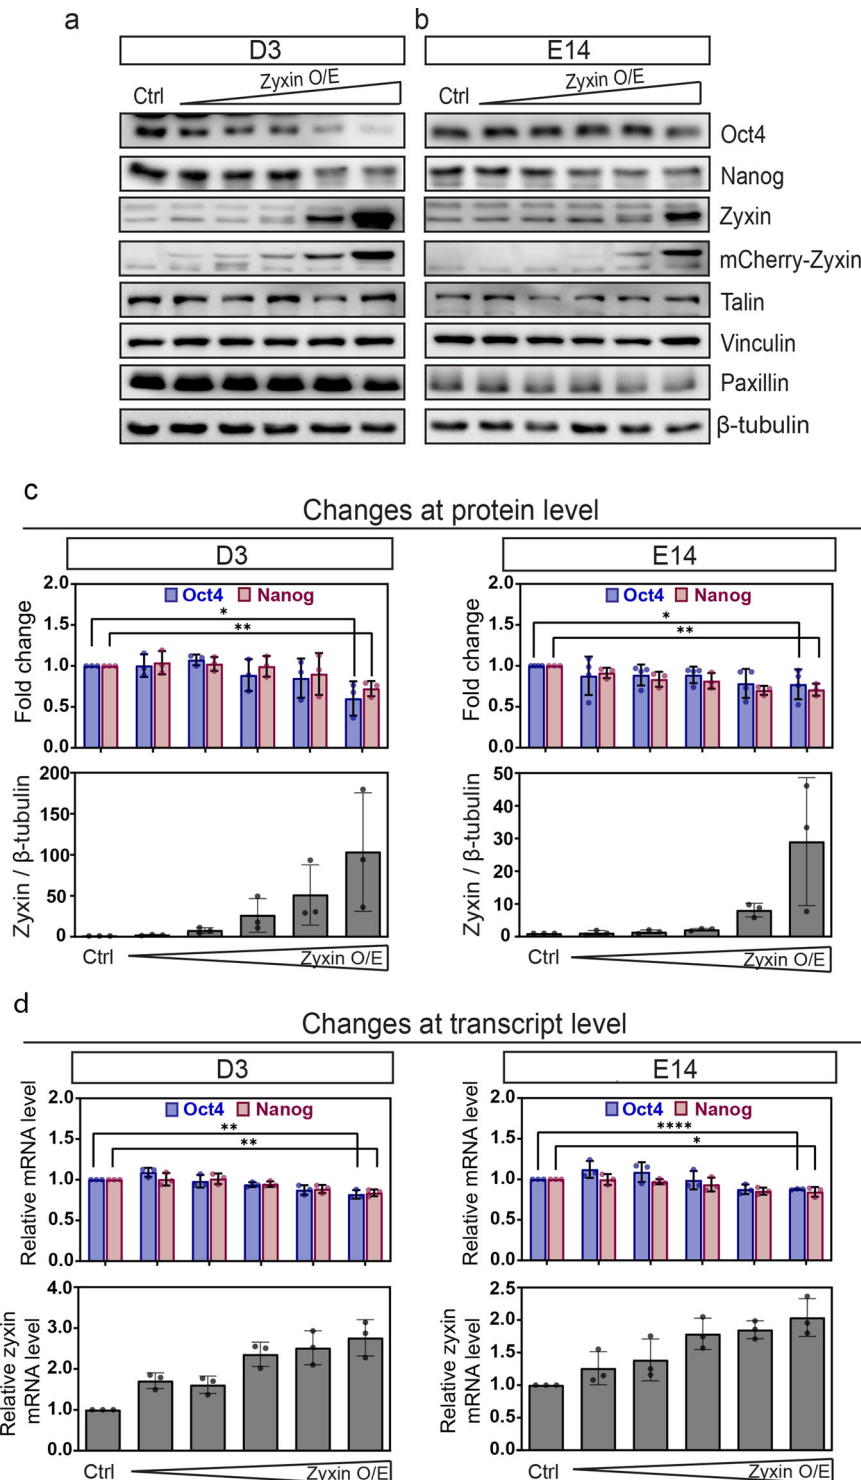 a b
D3 E14
Ctrl Zyxin O/E Ctrl Zyxin O/E
Oct4
Nanog
Zyxin
mCherry-Zyxin
Talin
Vinculin
Paxillin
β-tubulin
c
Changes at protein level
D3
Fold change
2.0
1.5
1.0
0.5
0.0
Oct4 Nanog
*
**
Zyxin / β-tubulin
200
150
100
50
0
Ctrl Zyxin O/E
E14
Fold change
2.0
1.5
1.0
0.5
0.0
Oct4 Nanog
*
**
Zyxin / β-tubulin
50
40
30
20
10
0
Ctrl Zyxin O/E
d
Changes at transcript level
D3
Relative mRNA level
2.0
1.5
1.0
0.5
0.0
Oct4 Nanog
**
**
Relative zyxin
mRNA level
4.0
3.0
2.0
1.0
0.0
Ctrl Zyxin O/E
E14
Relative mRNA level
2.0
1.5
1.0
0.5
0.0
Oct4 Nanog
****
*
Relative zyxin
mRNA level
2.5
2.0
1.5
1.0
0.5
0.0
Ctrl Zyxin O/E